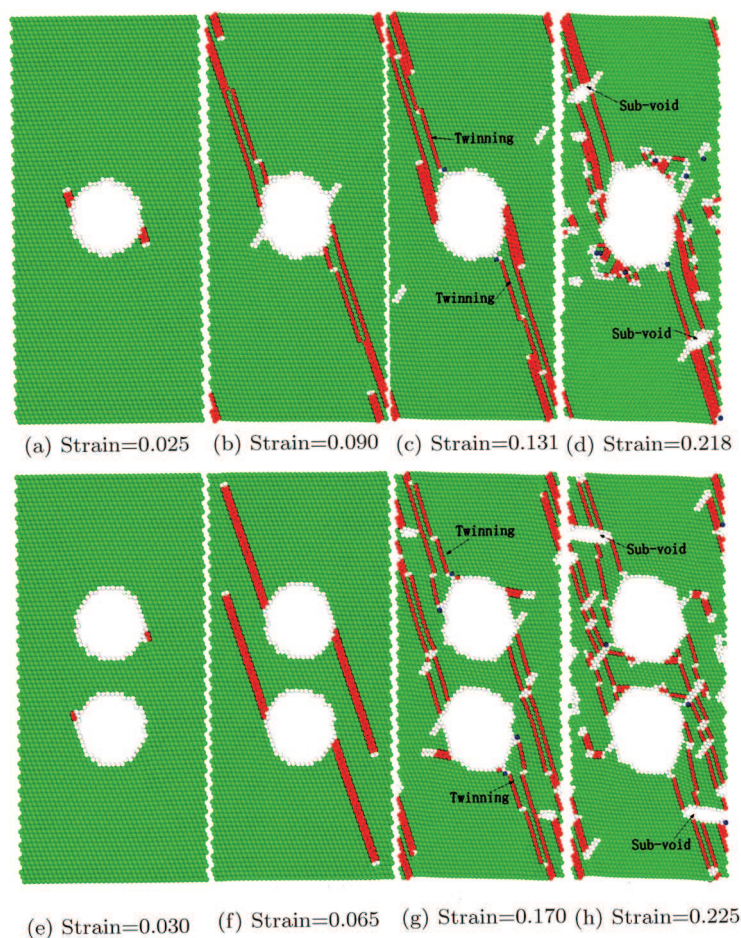 Sub-void
Twinning
Twinning
Sub-void
(a) Strain=0.025 (b) Strain=0.090 (c) Strain=0.131 (d) Strain=0.218
Twinning
Sub-void
Twinning
Sub-void
(e) Strain=0.030 (f) Strain=0.065 (g) Strain=0.170 (h) Strain=0.225